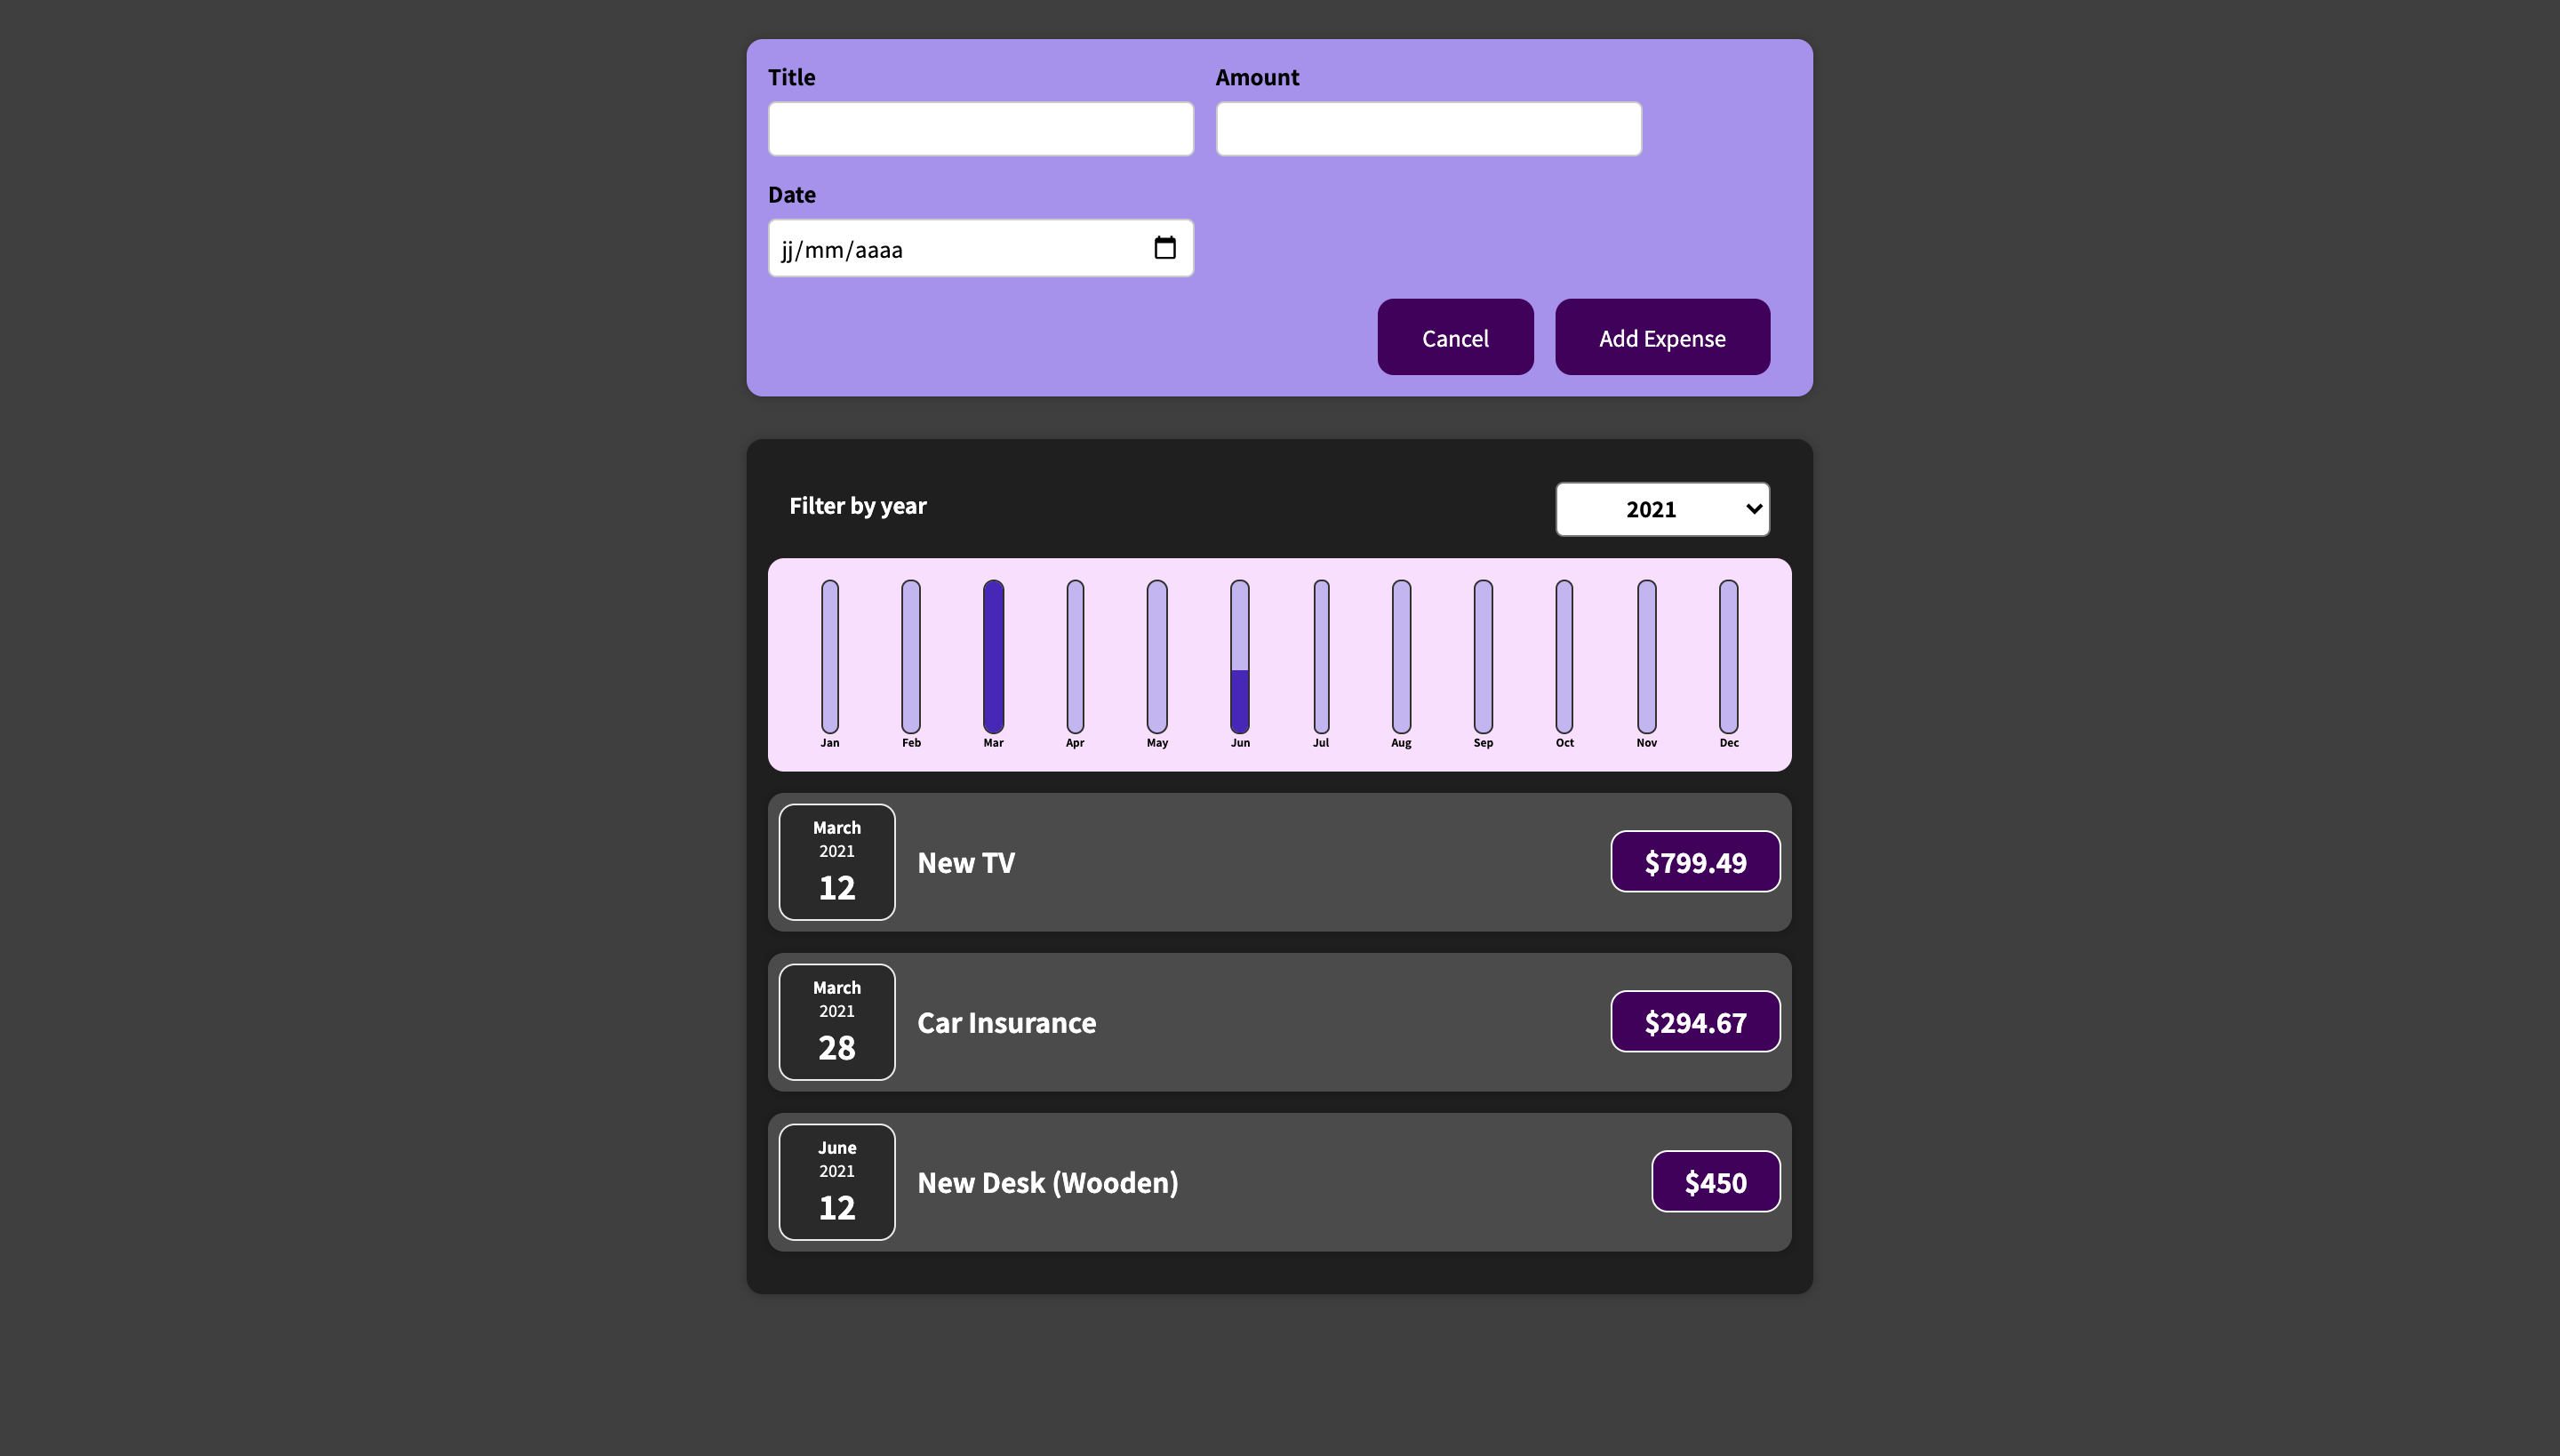 Title Amount
Date
jj/mm/aaaa
Cancel Add Expense
Filter by year 2021
Jan Feb Mar Apr May Jun Jul Aug Sep Oct Nov Dec
March
2021
12
New TV
$799.49
March
2021
28
Car Insurance
$294.67
June
2021
12
New Desk (Wooden)
$450